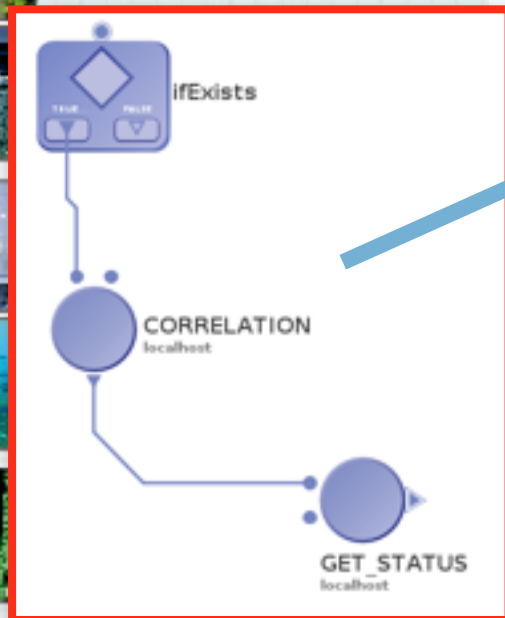 ifExists
TRUE FALSE
CORRELATION
localhost
GET_STATUS
localhost